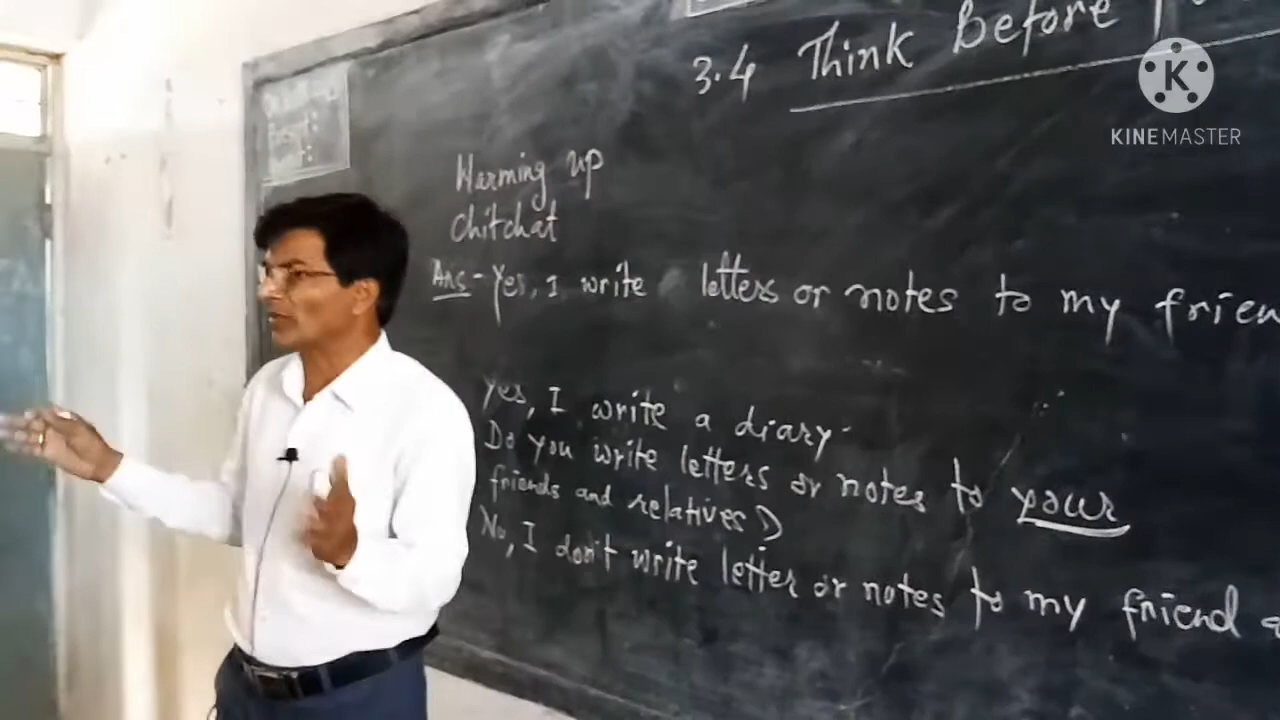 3.4 Think Before
KINEMASTER
Present:
Warming up
Chitchat
Ans - Yes, I write letters or notes to my frien
Yes, I write a diary.
Do you write letters or notes to your
friends and relatives?
No, I don't write letter or notes to my friend